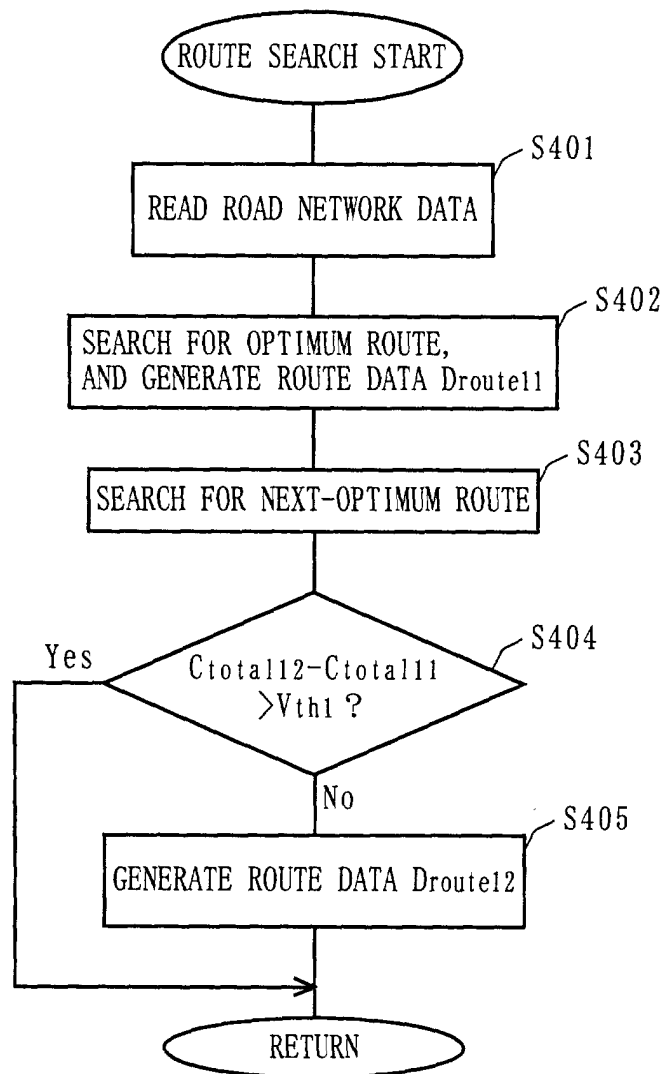 ROUTE SEARCH START
S401
READ ROAD NETWORK DATA
S402
SEARCH FOR OPTIMUM ROUTE,
AND GENERATE ROUTE DATA Droute11
S403
SEARCH FOR NEXT-OPTIMUM ROUTE
S404
Yes
Ctotal12-Ctotal11
>Vth1 ?
No
S405
GENERATE ROUTE DATA Droute12
RETURN